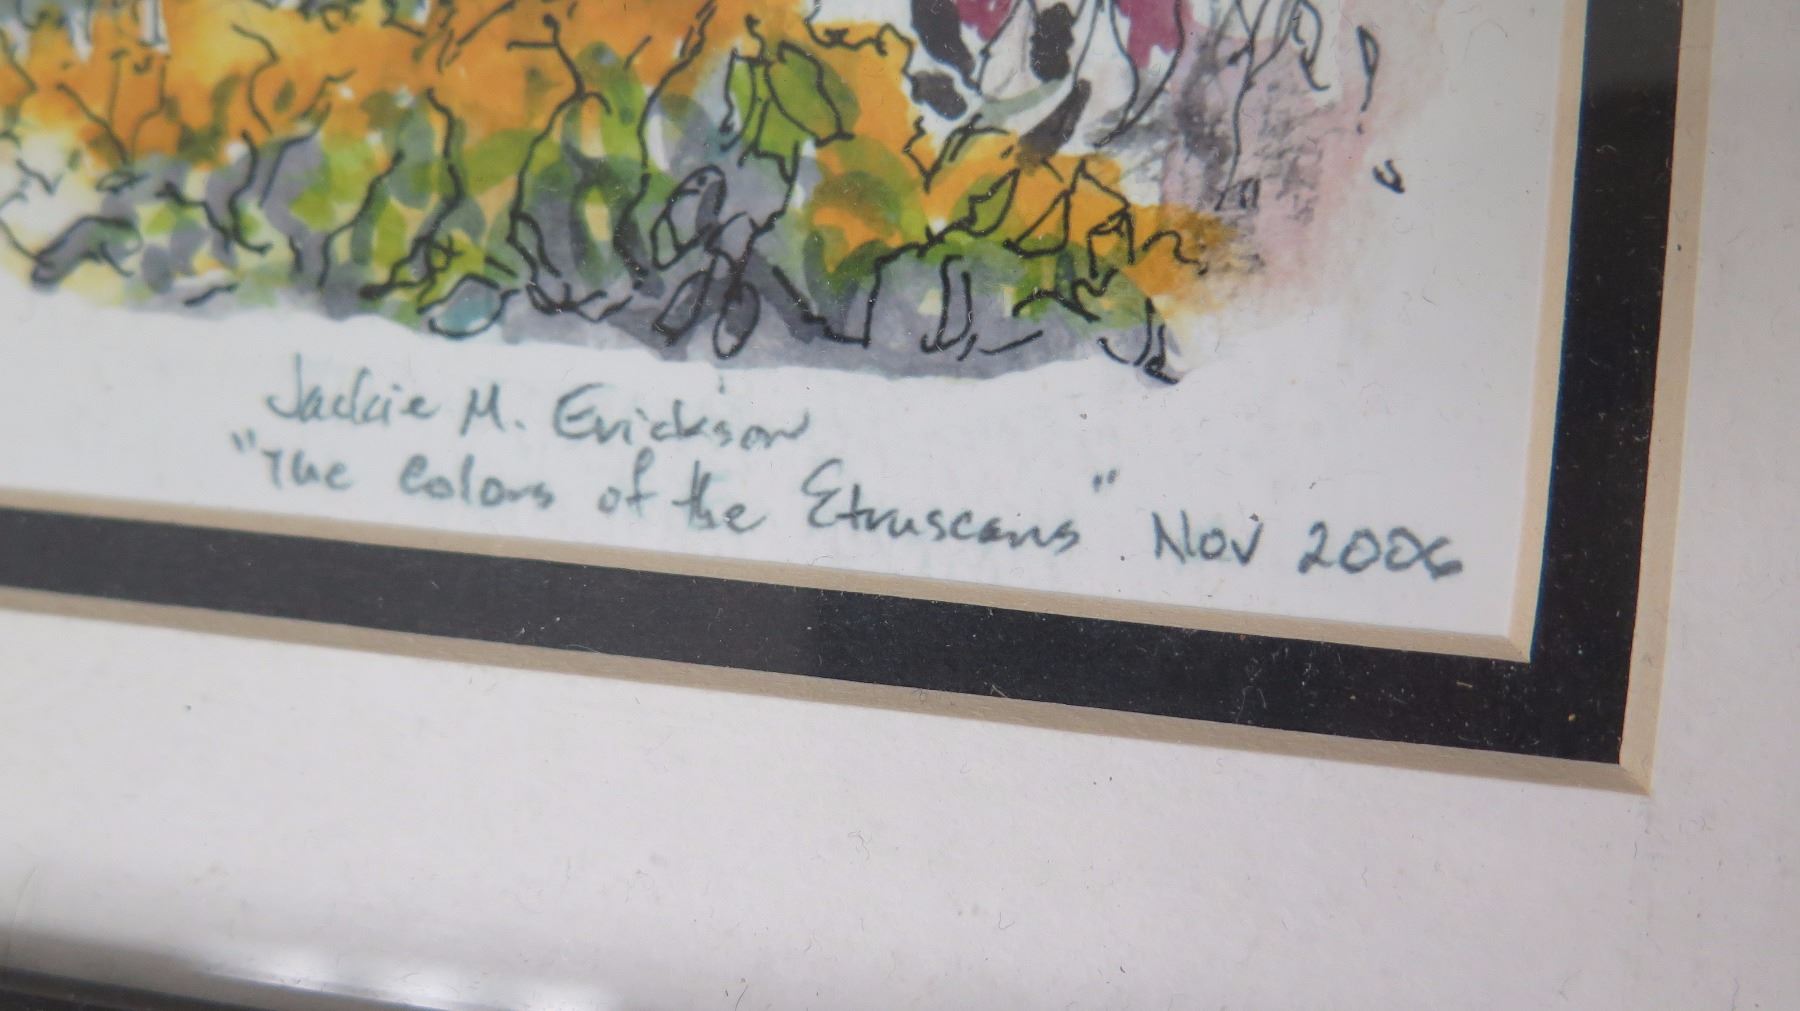 Jackie M. Erickson
"The Colors of the Etruscans" Nov 2006